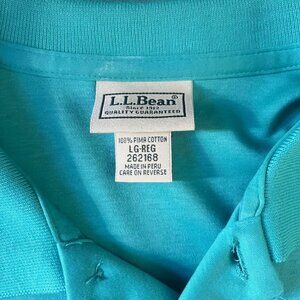 L.L.Bean®
SINCE 1912
QUALITY GUARANTEED
100% PIMA COTTON
LG-REG
262168
MADE IN PERU
CARE ON REVERSE